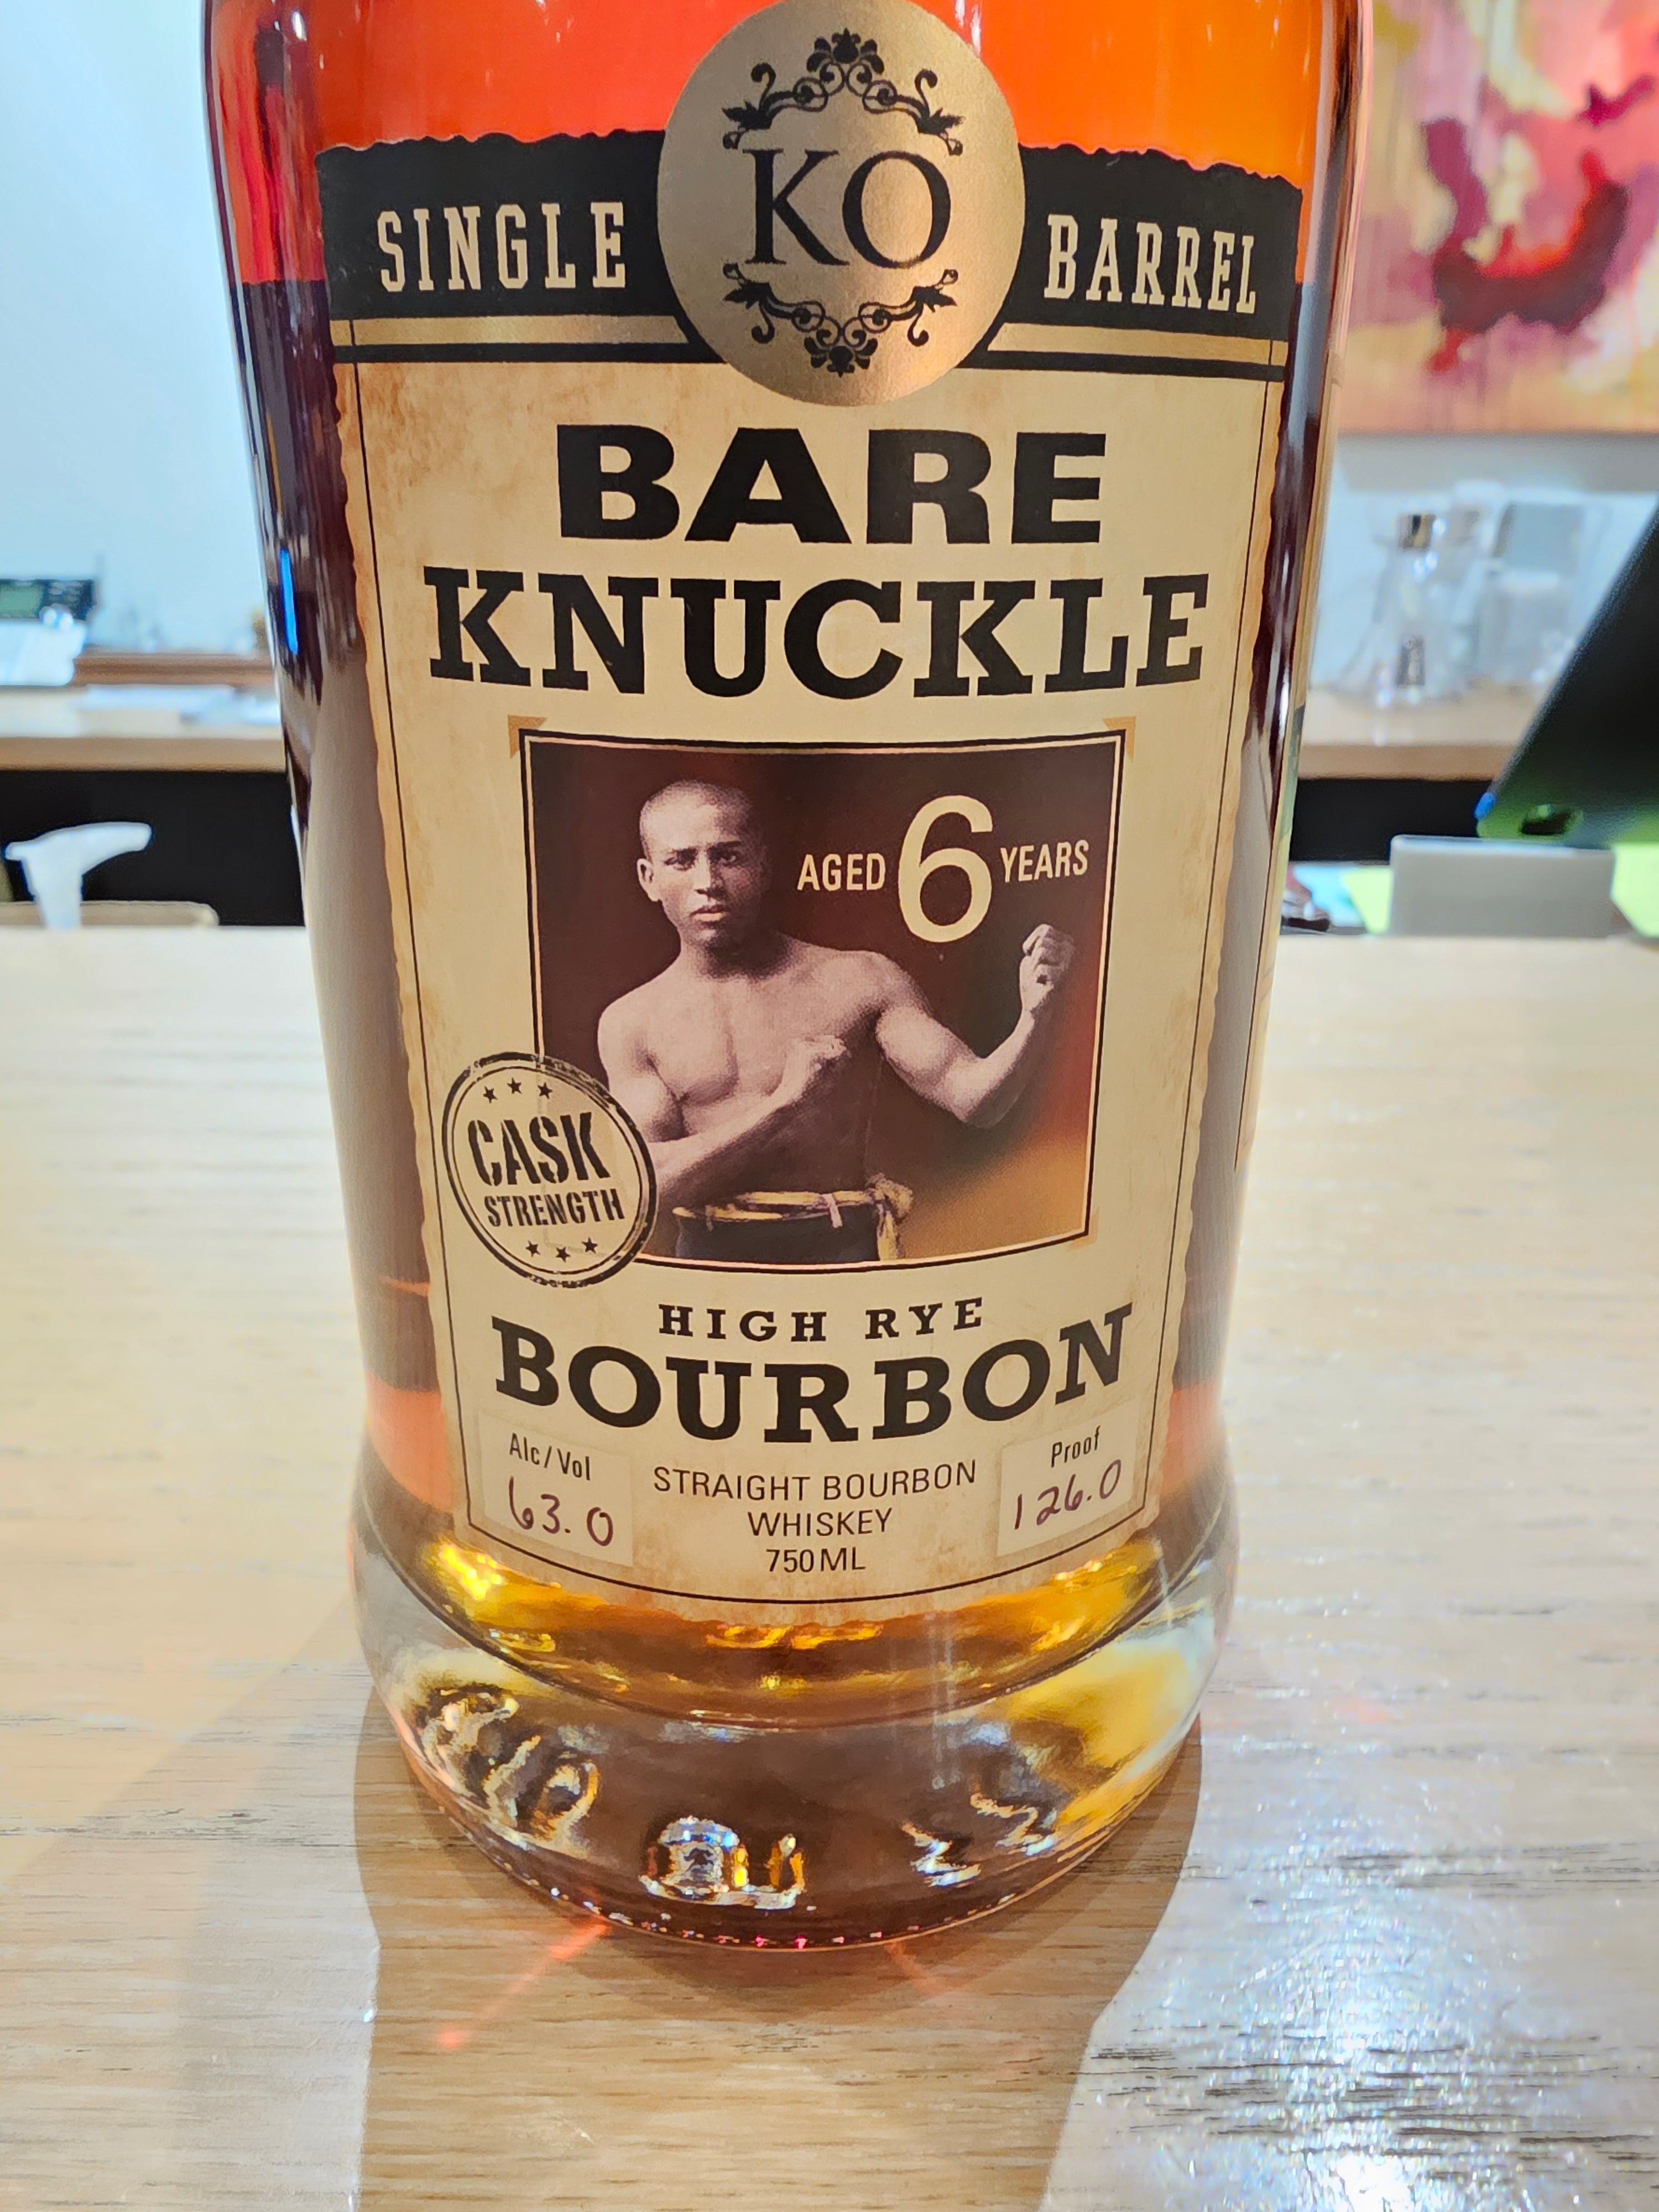 KO
SINGLE BARREL
BARE
KNUCKLE
AGED 6 YEARS
CASK
STRENGTH
HIGH RYE
BOURBON
Alc/Vol
63.0
STRAIGHT BOURBON
WHISKEY
750ML
Proof
126.0